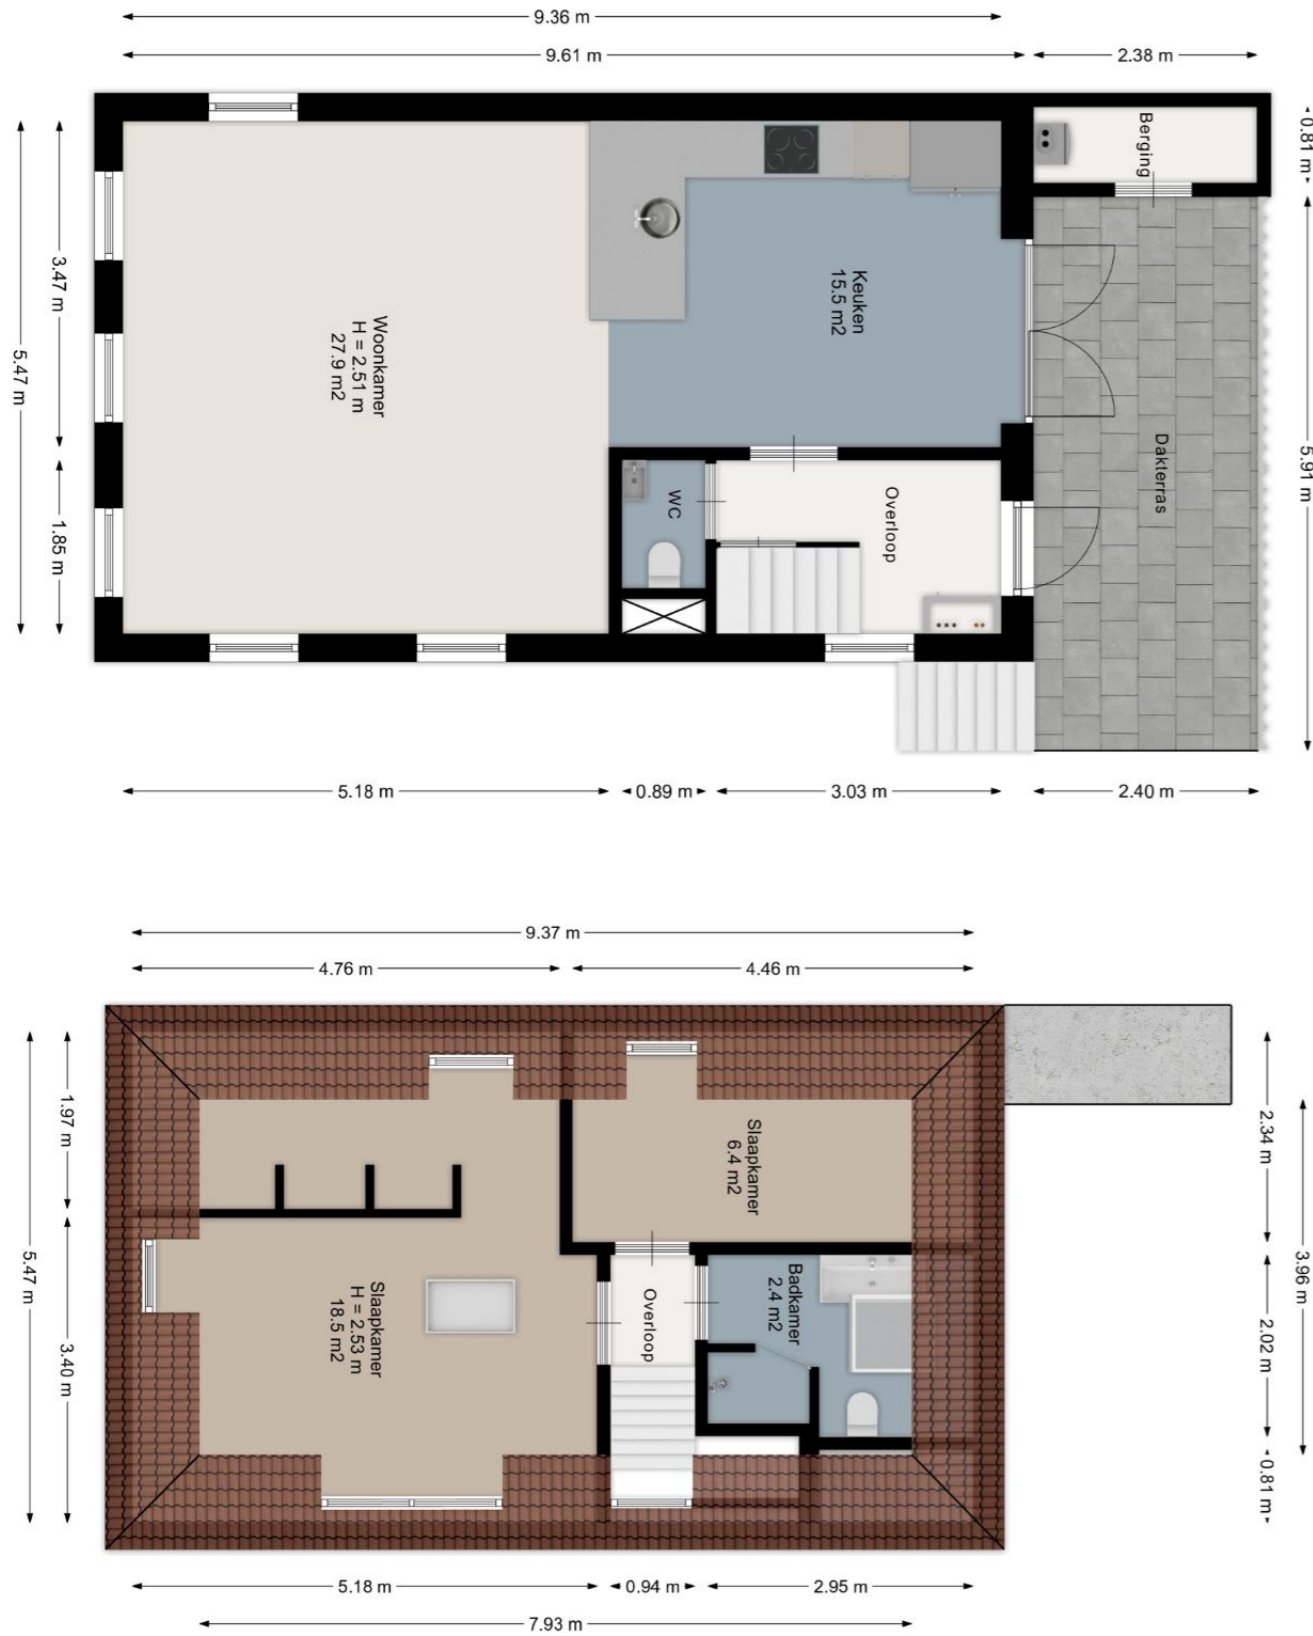 9.36 m
9.61 m
2.38 m
0.81 m
Berging
3.47 m
5.47 m
Keuken
15.5 m2
Woonkamer
H = 2.51 m
27.9 m2
Dakterras
5.91 m
WC
Overloop
1.85 m
5.18 m
0.89 m
3.03 m
2.40 m
9.37 m
4.76 m
4.46 m
1.97 m
2.34 m
Slaapkamer
6.4 m2
5.47 m
3.96 m
Slaapkamer
H = 2.53 m
18.5 m2
Overloop
Badkamer
2.4 m2
3.40 m
2.02 m
0.81 m
5.18 m
0.94 m
2.95 m
7.93 m